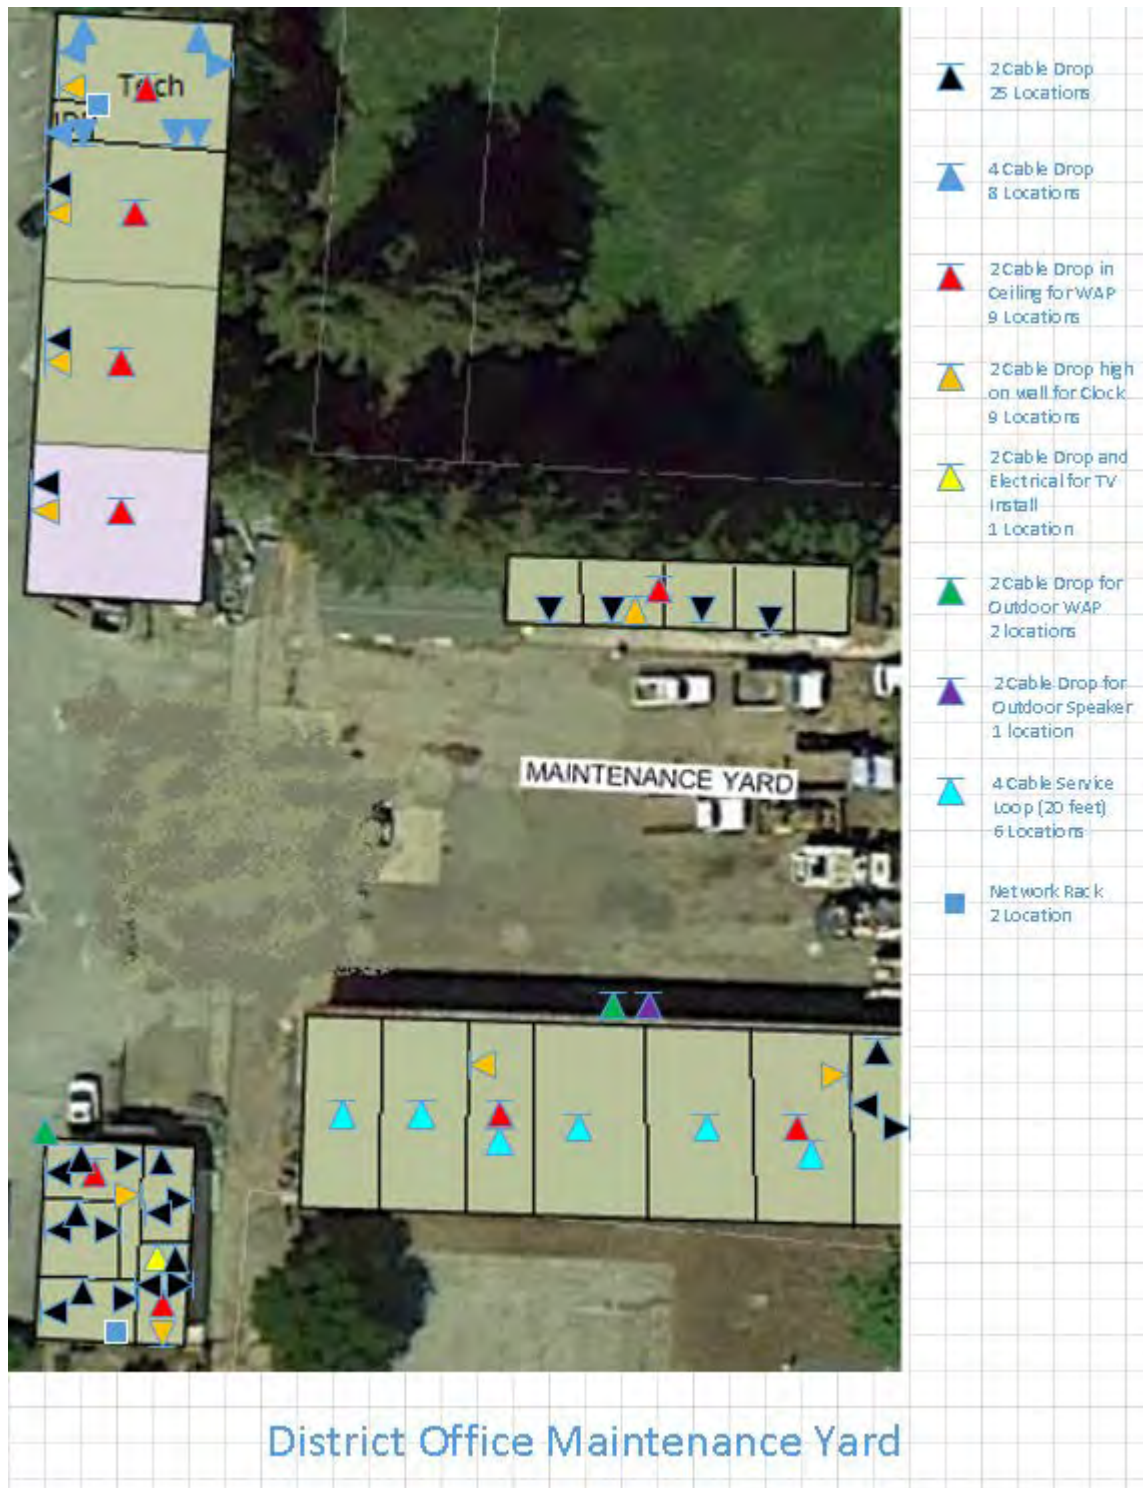 Tech
IDF
MAINTENANCE YARD
2 Cable Drop
25 Locations
4 Cable Drop
8 Locations
2 Cable Drop in
Ceiling for WAP
9 Locations
2 Cable Drop high
on wall for Clock
9 Locations
2 Cable Drop and
Electrical for TV
Install
1 Location
2 Cable Drop for
Outdoor WAP
2 locations
2 Cable Drop for
Outdoor Speaker
1 location
4 Cable Service
Loop (20 feet)
6 Locations
Network Rack
2 Location
District Office Maintenance Yard